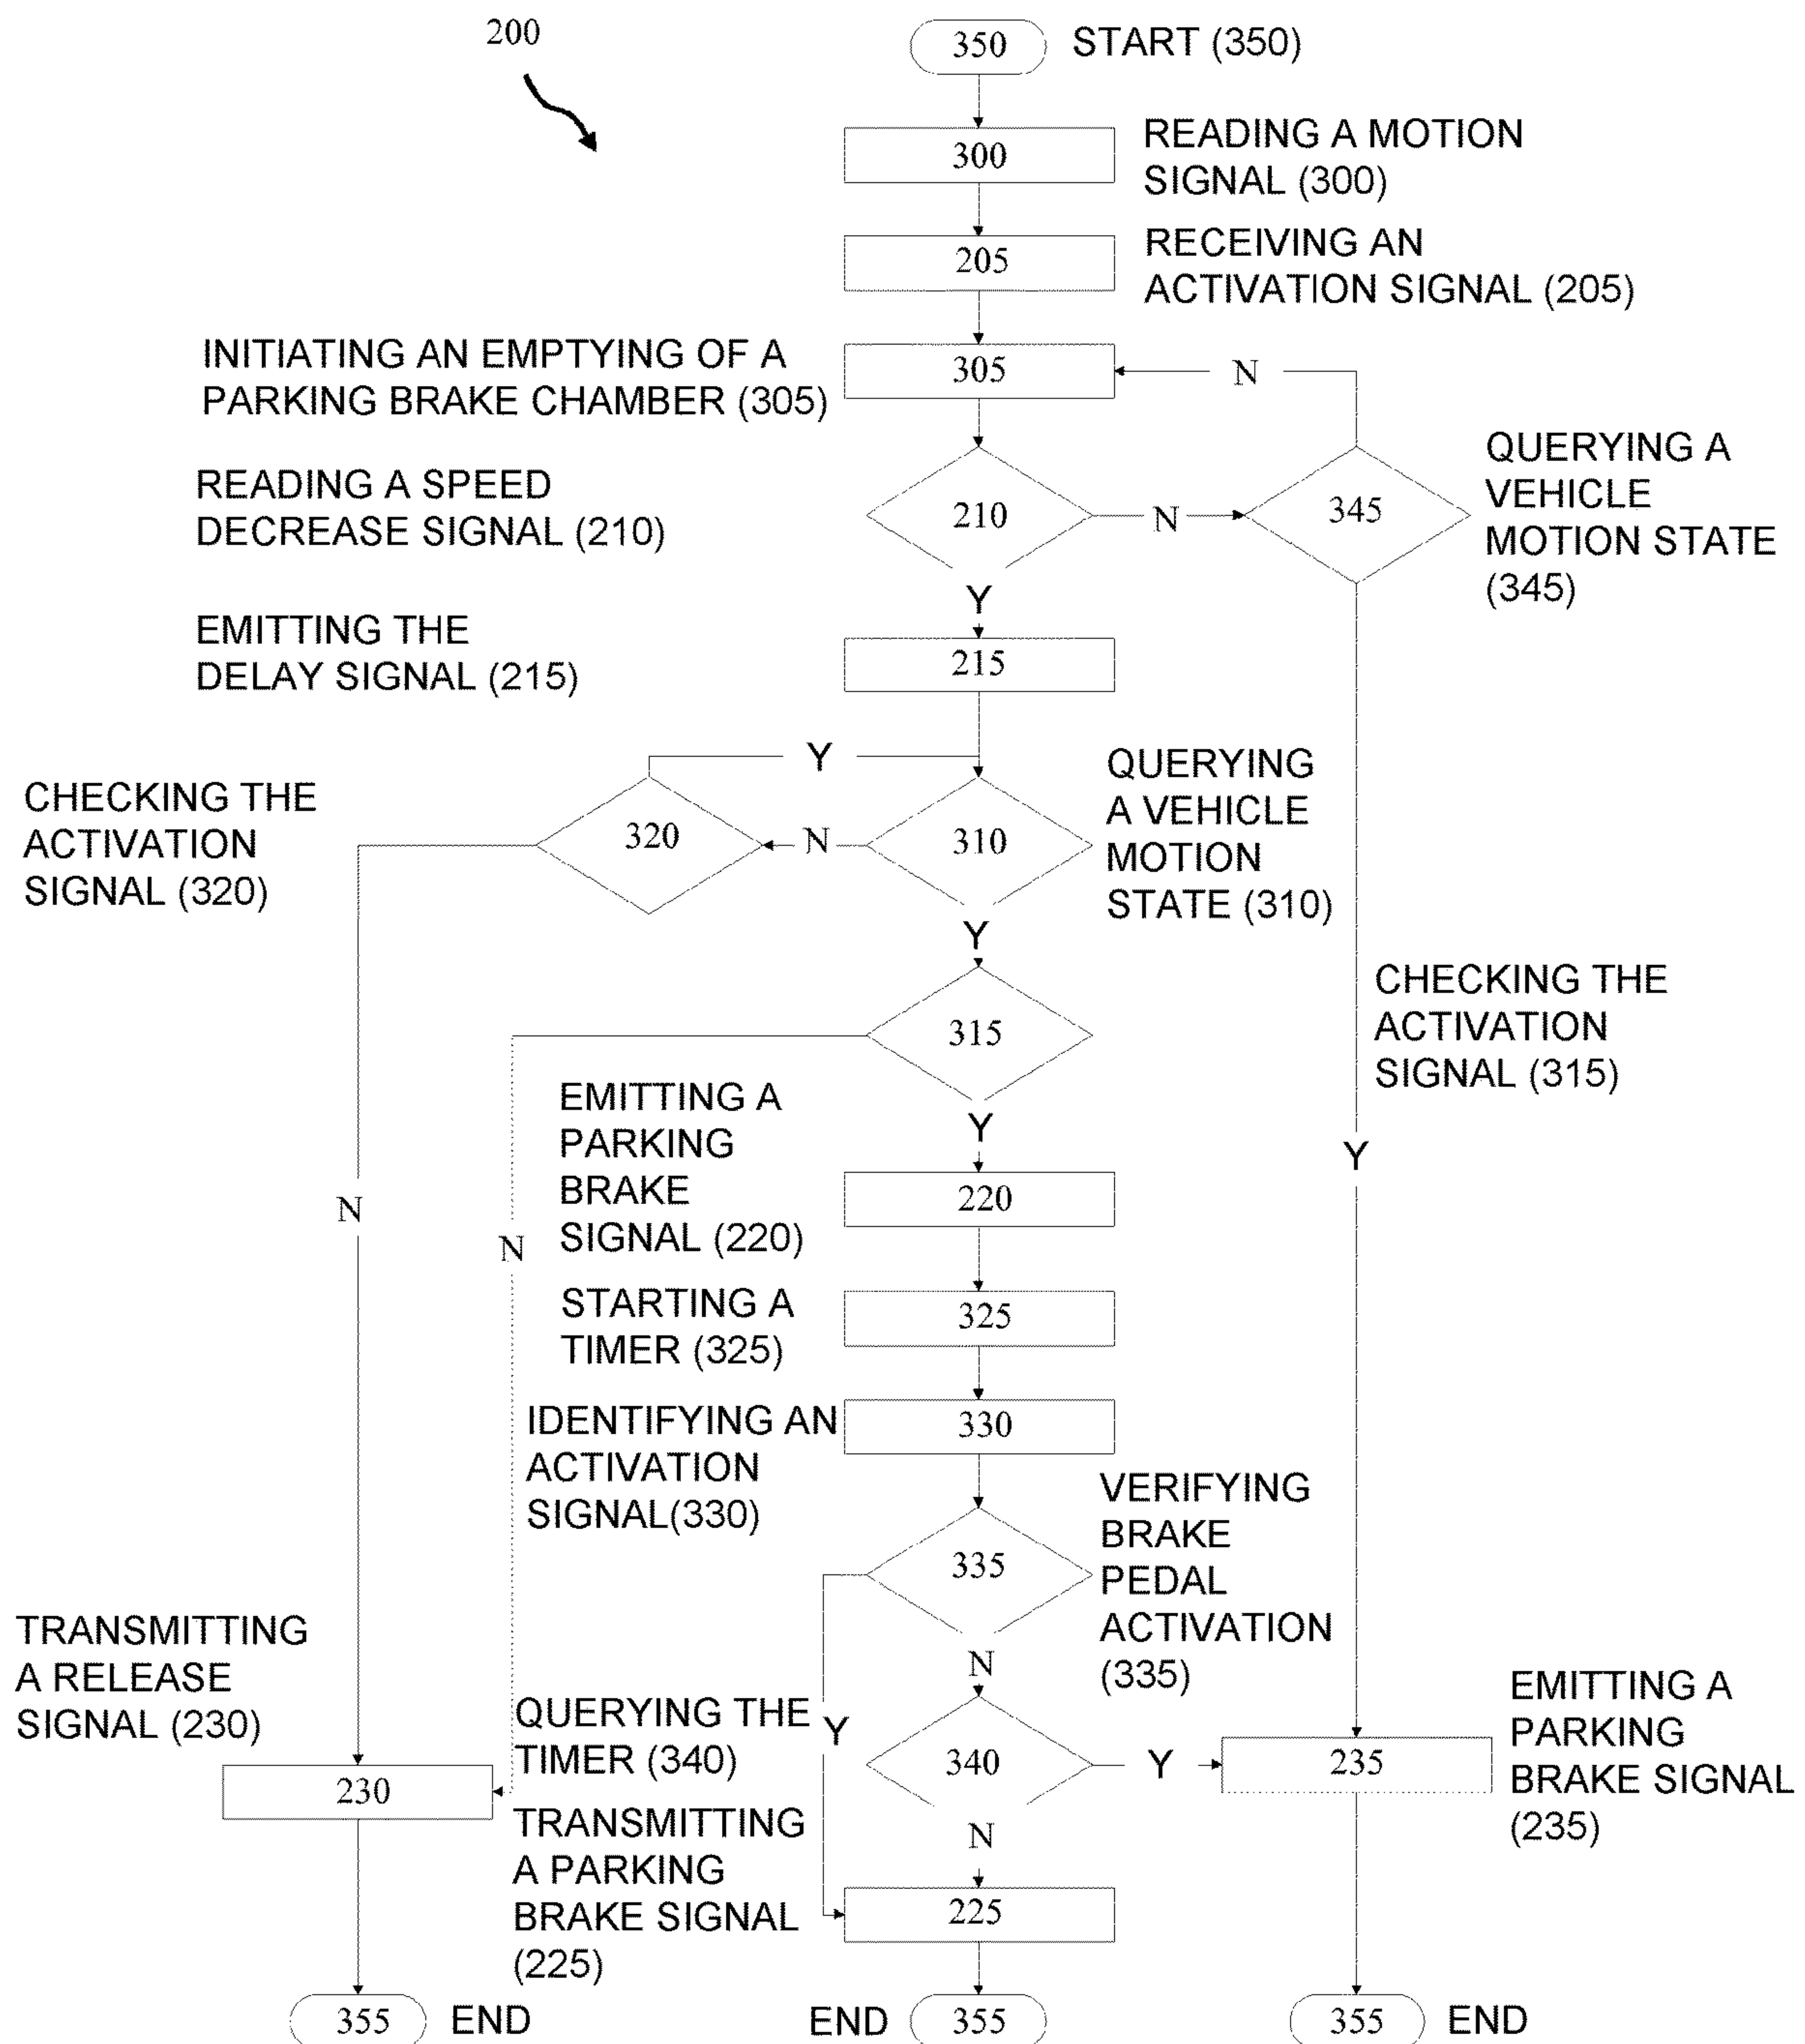 200
350
START (350)
300
READING A MOTION
SIGNAL (300)
205
RECEIVING AN
ACTIVATION SIGNAL (205)
INITIATING AN EMPTYING OF A
PARKING BRAKE CHAMBER (305)
305
N
READING A SPEED
DECREASE SIGNAL (210)
210
N
345
QUERYING A
VEHICLE
MOTION STATE
(345)
Y
EMITTING THE
DELAY SIGNAL (215)
215
Y
CHECKING THE
ACTIVATION
SIGNAL (320)
320
N
310
QUERYING
A VEHICLE
MOTION
STATE (310)
Y
315
CHECKING THE
ACTIVATION
SIGNAL (315)
Y
Y
N
N
EMITTING A
PARKING
BRAKE
SIGNAL (220)
220
STARTING A
TIMER (325)
325
IDENTIFYING AN
ACTIVATION
SIGNAL(330)
330
335
VERIFYING
BRAKE
PEDAL
ACTIVATION
(335)
N
Y
TRANSMITTING
A RELEASE
SIGNAL (230)
230
QUERYING THE
TIMER (340)
340
Y
235
EMITTING A
PARKING
BRAKE SIGNAL
(235)
N
TRANSMITTING
A PARKING
BRAKE SIGNAL
(225)
225
355
END
END
355
355
END